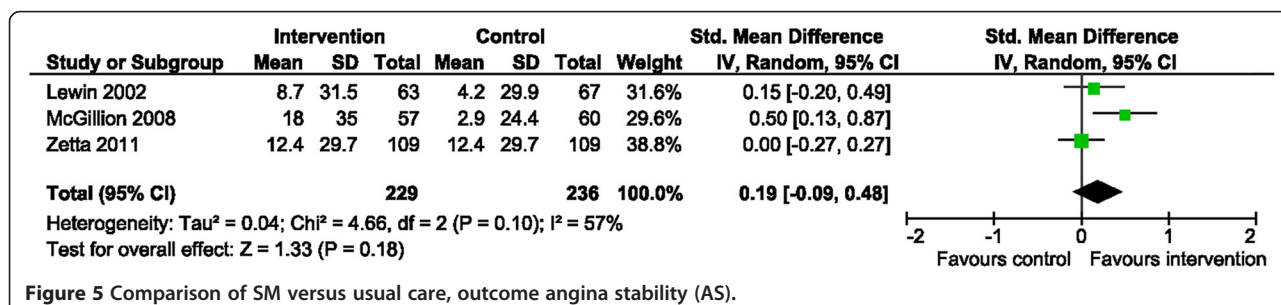 Intervention Control Std. Mean Difference Std. Mean Difference
Study or Subgroup Mean SD Total Mean SD Total Weight IV, Random, 95% CI IV, Random, 95% CI
Lewin 2002 8.7 31.5 63 4.2 29.9 67 31.6% 0.15 [-0.20, 0.49]
McGillion 2008 18 35 57 2.9 24.4 60 29.6% 0.50 [0.13, 0.87]
Zetta 2011 12.4 29.7 109 12.4 29.7 109 38.8% 0.00 [-0.27, 0.27]
Total (95% CI) 229 236 100.0% 0.19 [-0.09, 0.48]
Heterogeneity: Tau² = 0.04; Chi² = 4.66, df = 2 (P = 0.10); I² = 57%
Test for overall effect: Z = 1.33 (P = 0.18)
-2 -1 0 1 2
Favours control Favours intervention
Figure 5 Comparison of SM versus usual care, outcome angina stability (AS).